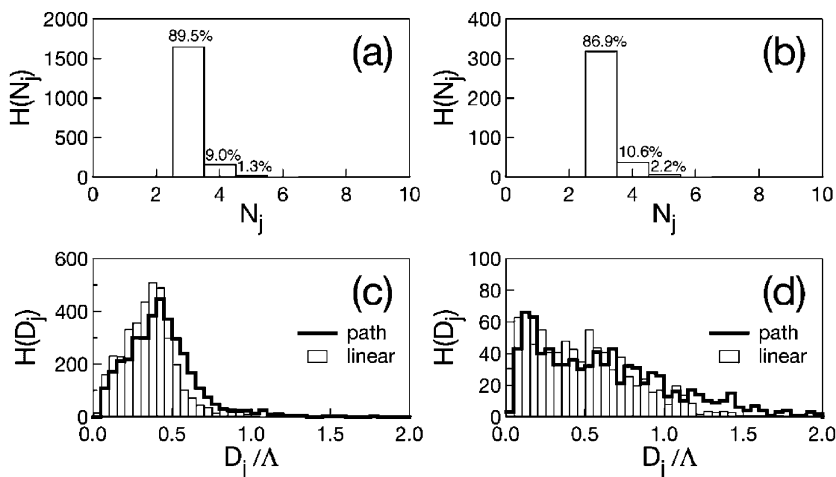 (a)
H(Nj)
2000
1500
1000
500
0
89.5%
9.0%
1.3%
0 2 4 6 8 10
Nj
(b)
H(Nj)
400
300
200
100
0
86.9%
10.6%
2.2%
0 2 4 6 8 10
Nj
(c)
H(Dj)
600
400
200
0
path
linear
0.0 0.5 1.0 1.5 2.0
Dj/Λ
(d)
H(Dj)
100
80
60
40
20
0
path
linear
0.0 0.5 1.0 1.5 2.0
Dj/Λ